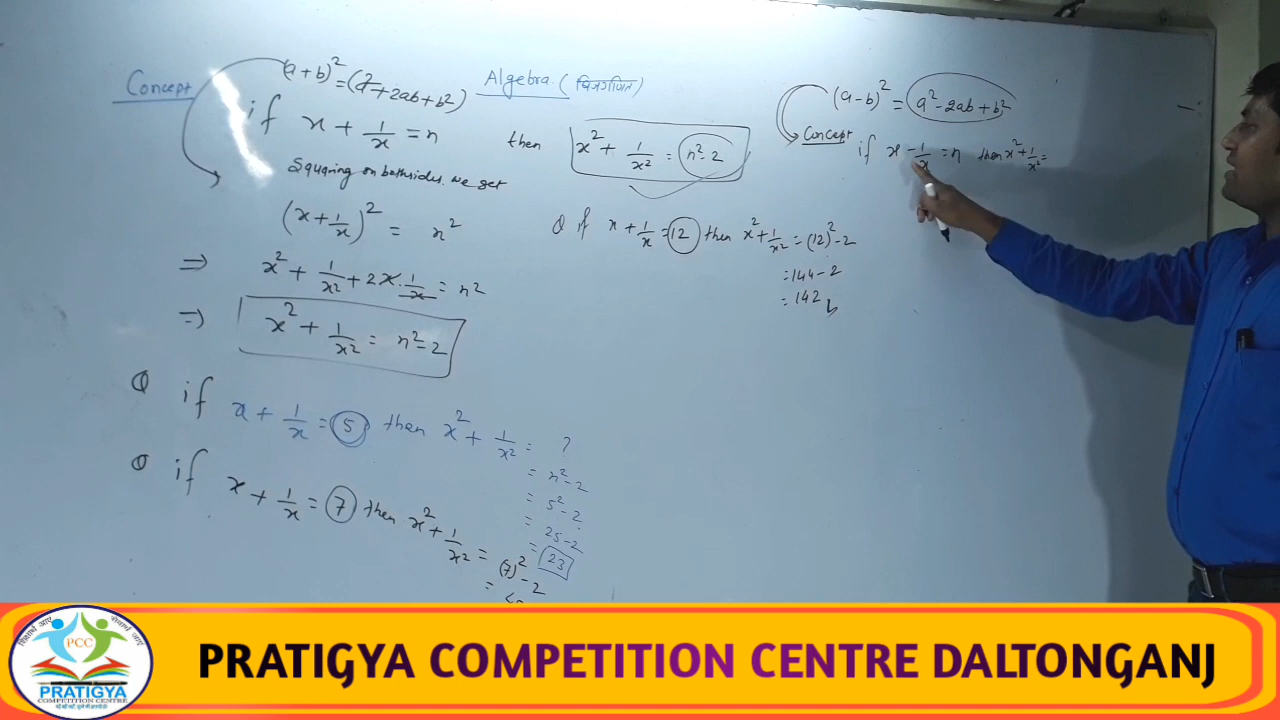 Algebra (बिजगणित)
Concept (a+b)² = (a²+2ab+b²)
if x + 1/x = n then x² + 1/x² = n²-2
Squaring on bothsides we get
(x + 1/x)² = n²
⇒ x² + 1/x² + 2x·1/x = n²
⇒ x² + 1/x² = n²-2
Q if x + 1/x = 5 then x² + 1/x² = ?
= n²-2
= 5²-2
= 25-2
= 23
Q if x + 1/x = 7 then x² + 1/x² = (7)²-2
=
Q if x + 1/x = 12 then x² + 1/x² = (12)²-2
= 144-2
= 142
(a-b)² = a²-2ab+b²
Concept if x - 1/x = n then x² + 1/x² =
PCC
PRATIGYA
COMPETITION CENTRE
PRATIGYA COMPETITION CENTRE DALTONGANJ